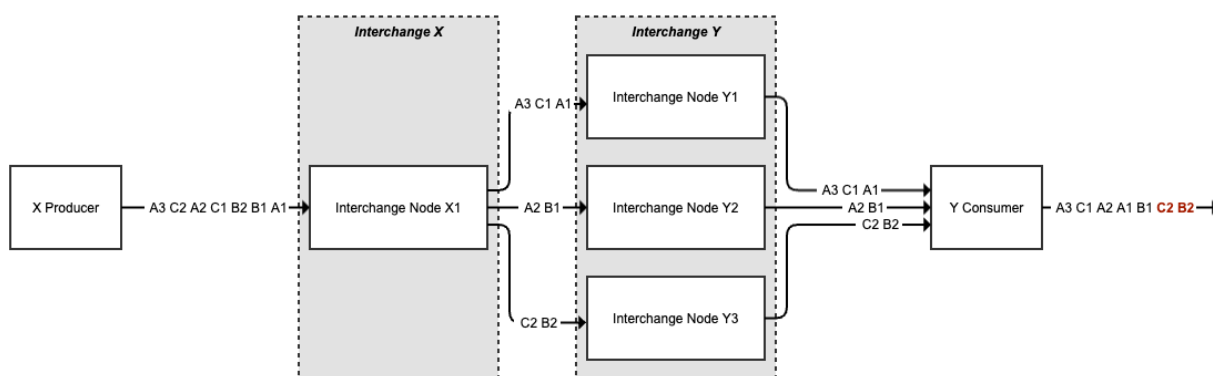 Interchange X
Interchange Y
Interchange Node Y1
A3 C1 A1
X Producer
A3 C2 A2 C1 B2 B1 A1
Interchange Node X1
A2 B1
Interchange Node Y2
A3 C1 A1
A2 B1
C2 B2
Y Consumer
A3 C1 A2 A1 B1 C2 B2
C2 B2
Interchange Node Y3